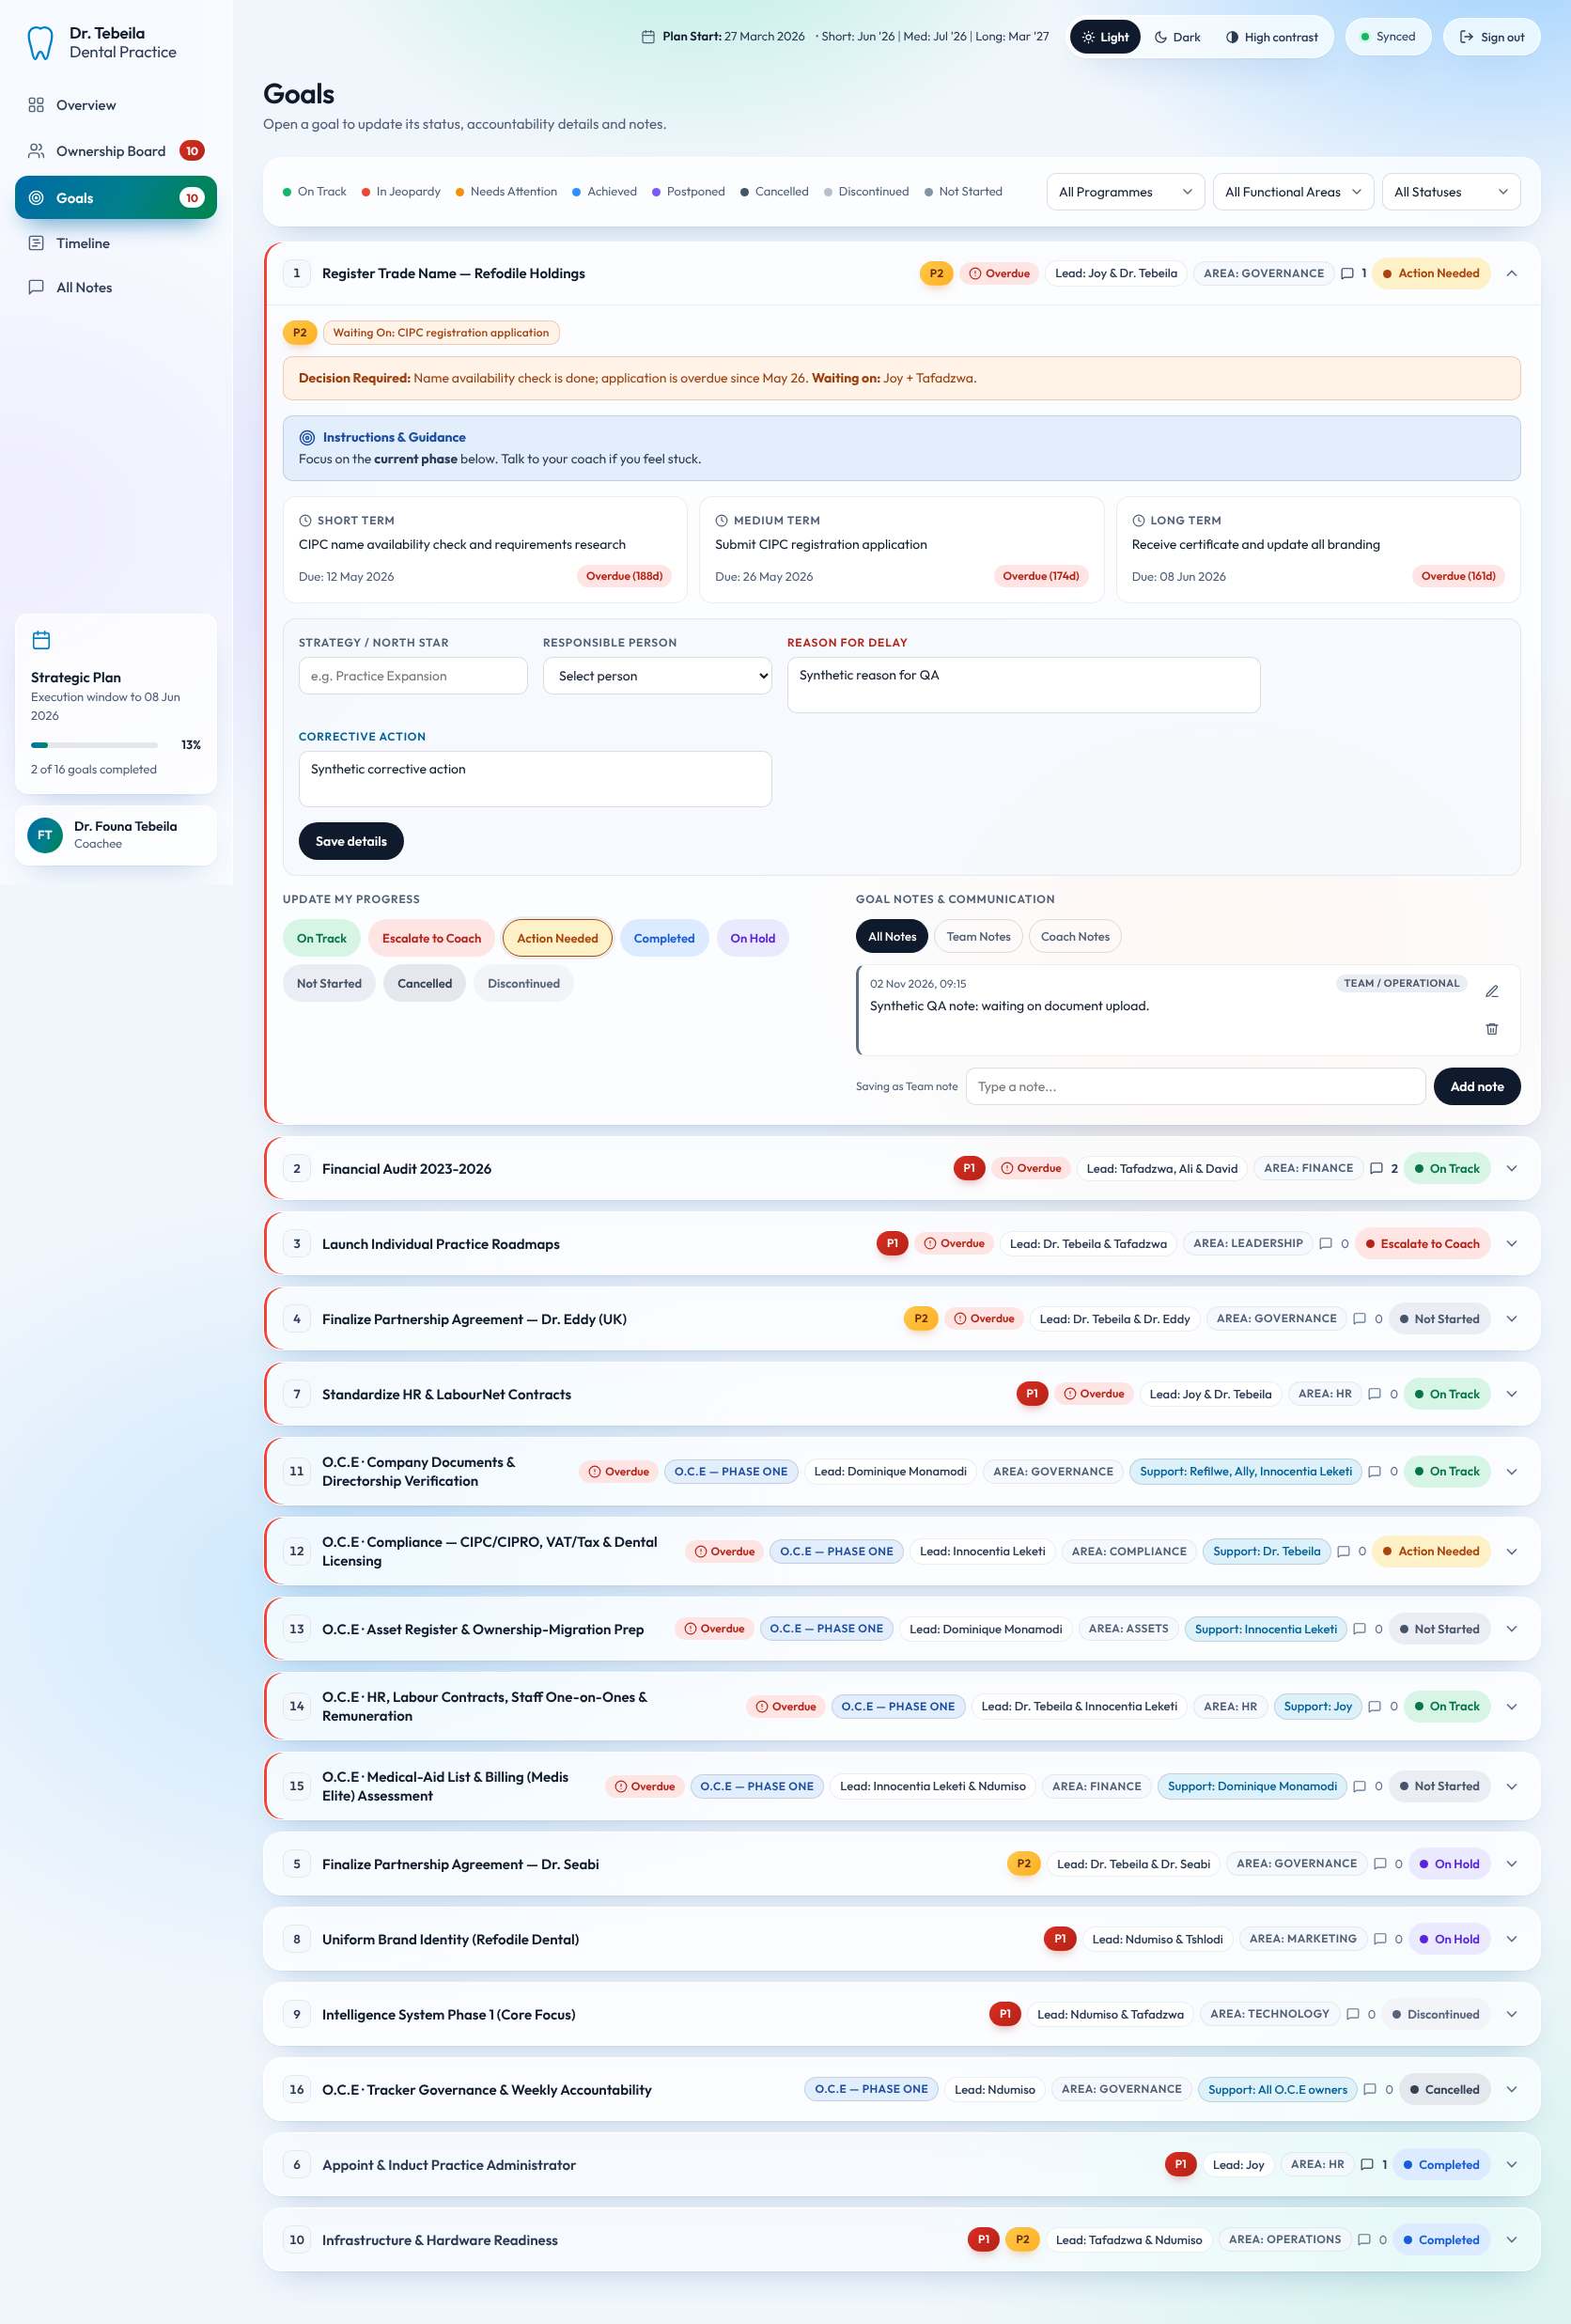 Dr. Tebeila
Dental Practice
Overview
Ownership Board 10
Goals 10
Timeline
All Notes
Strategic Plan
Execution window to 08 Jun
2026
13%
2 of 16 goals completed
FT
Dr. Founa Tebeila
Coachee
Plan Start: 27 March 2026 · Short: Jun '26 | Med: Jul '26 | Long: Mar '27
Light Dark High contrast
Synced
Sign out
Goals
Open a goal to update its status, accountability details and notes.
On Track In Jeopardy Needs Attention Achieved Postponed Cancelled Discontinued Not Started
All Programmes All Functional Areas All Statuses
1 Register Trade Name — Refodile Holdings P2 Overdue Lead: Joy & Dr. Tebeila AREA: GOVERNANCE 1 Action Needed
P2 Waiting On: CIPC registration application
Decision Required: Name availability check is done; application is overdue since May 26. Waiting on: Joy + Tafadzwa.
Instructions & Guidance
Focus on the current phase below. Talk to your coach if you feel stuck.
SHORT TERM
CIPC name availability check and requirements research
Due: 12 May 2026 Overdue (188d)
MEDIUM TERM
Submit CIPC registration application
Due: 26 May 2026 Overdue (174d)
LONG TERM
Receive certificate and update all branding
Due: 08 Jun 2026 Overdue (161d)
STRATEGY / NORTH STAR
e.g. Practice Expansion
RESPONSIBLE PERSON
Select person
REASON FOR DELAY
Synthetic reason for QA
CORRECTIVE ACTION
Synthetic corrective action
Save details
UPDATE MY PROGRESS
On Track Escalate to Coach Action Needed Completed On Hold
Not Started Cancelled Discontinued
GOAL NOTES & COMMUNICATION
All Notes Team Notes Coach Notes
02 Nov 2026, 09:15 TEAM / OPERATIONAL
Synthetic QA note: waiting on document upload.
Saving as Team note Type a note... Add note
2 Financial Audit 2023-2026 P1 Overdue Lead: Tafadzwa, Ali & David AREA: FINANCE 2 On Track
3 Launch Individual Practice Roadmaps P1 Overdue Lead: Dr. Tebeila & Tafadzwa AREA: LEADERSHIP 0 Escalate to Coach
4 Finalize Partnership Agreement — Dr. Eddy (UK) P2 Overdue Lead: Dr. Tebeila & Dr. Eddy AREA: GOVERNANCE 0 Not Started
7 Standardize HR & LabourNet Contracts P1 Overdue Lead: Joy & Dr. Tebeila AREA: HR 0 On Track
11 O.C.E · Company Documents &
Directorship Verification Overdue O.C.E — PHASE ONE Lead: Dominique Monamodi AREA: GOVERNANCE Support: Refilwe, Ally, Innocentia Leketi 0 On Track
12 O.C.E · Compliance — CIPC/CIPRO, VAT/Tax & Dental
Licensing Overdue O.C.E — PHASE ONE Lead: Innocentia Leketi AREA: COMPLIANCE Support: Dr. Tebeila 0 Action Needed
13 O.C.E · Asset Register & Ownership-Migration Prep Overdue O.C.E — PHASE ONE Lead: Dominique Monamodi AREA: ASSETS Support: Innocentia Leketi 0 Not Started
14 O.C.E · HR, Labour Contracts, Staff One-on-Ones &
Remuneration Overdue O.C.E — PHASE ONE Lead: Dr. Tebeila & Innocentia Leketi AREA: HR Support: Joy 0 On Track
15 O.C.E · Medical-Aid List & Billing (Medis
Elite) Assessment Overdue O.C.E — PHASE ONE Lead: Innocentia Leketi & Ndumiso AREA: FINANCE Support: Dominique Monamodi 0 Not Started
5 Finalize Partnership Agreement — Dr. Seabi P2 Lead: Dr. Tebeila & Dr. Seabi AREA: GOVERNANCE 0 On Hold
8 Uniform Brand Identity (Refodile Dental) P1 Lead: Ndumiso & Tshlodi AREA: MARKETING 0 On Hold
9 Intelligence System Phase 1 (Core Focus) P1 Lead: Ndumiso & Tafadzwa AREA: TECHNOLOGY 0 Discontinued
16 O.C.E · Tracker Governance & Weekly Accountability O.C.E — PHASE ONE Lead: Ndumiso AREA: GOVERNANCE Support: All O.C.E owners 0 Cancelled
6 Appoint & Induct Practice Administrator P1 Lead: Joy AREA: HR 1 Completed
10 Infrastructure & Hardware Readiness P1 P2 Lead: Tafadzwa & Ndumiso AREA: OPERATIONS 0 Completed